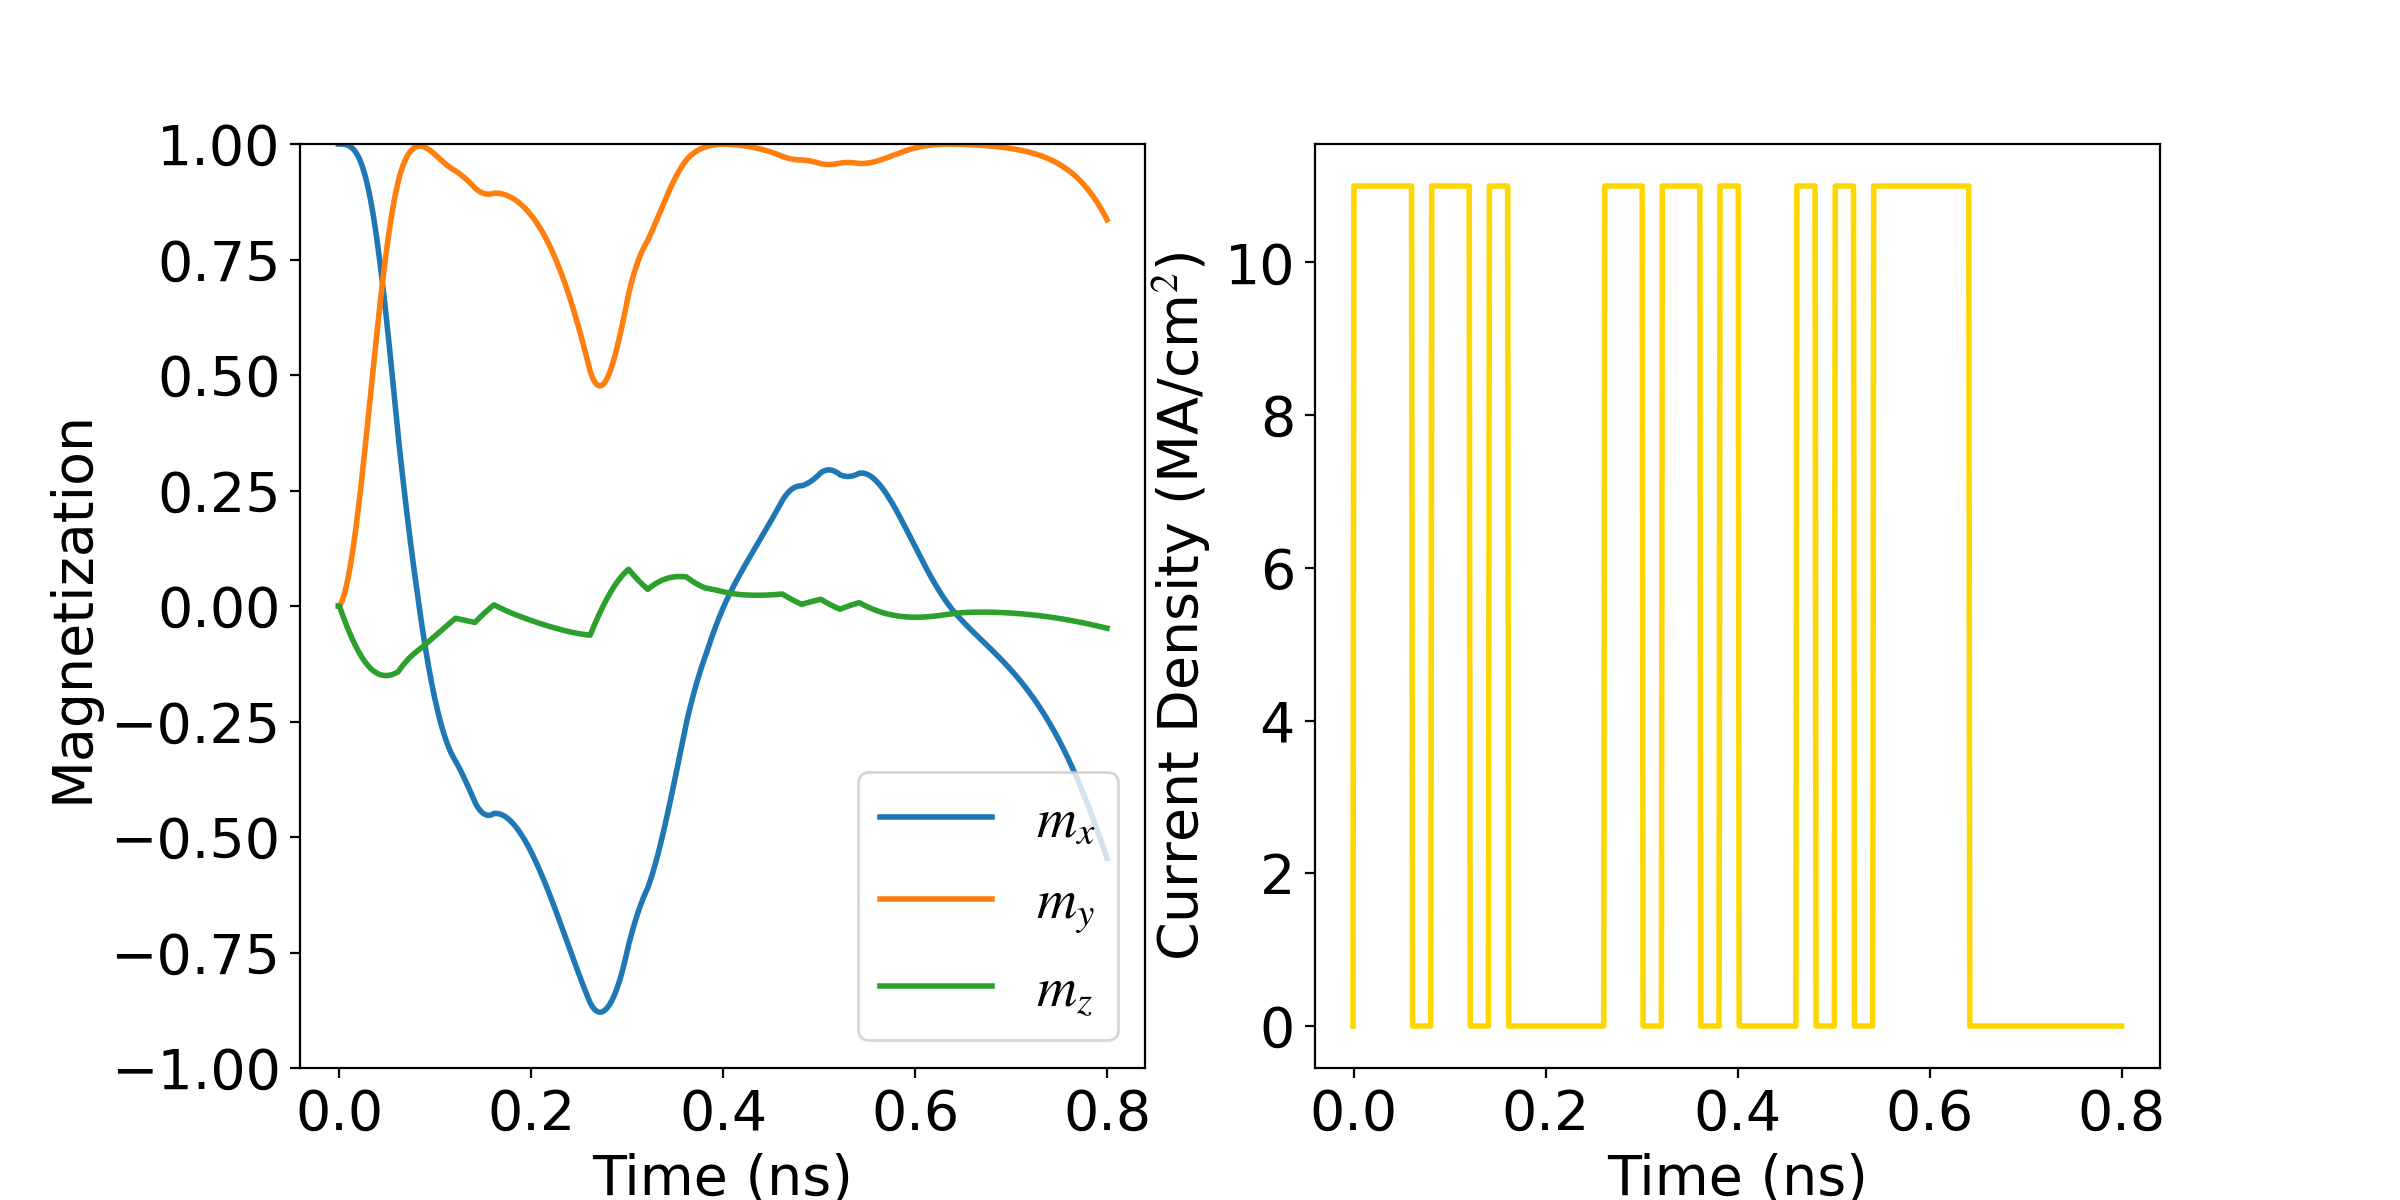 1.00
0.75
0.50
0.25
0.00
−0.25
−0.50
−0.75
−1.00
Magnetization
0.0 0.2 0.4 0.6 0.8
Time (ns)
m_x
m_y
m_z
Current Density (MA/cm²)
10
8
6
4
2
0
0.0 0.2 0.4 0.6 0.8
Time (ns)